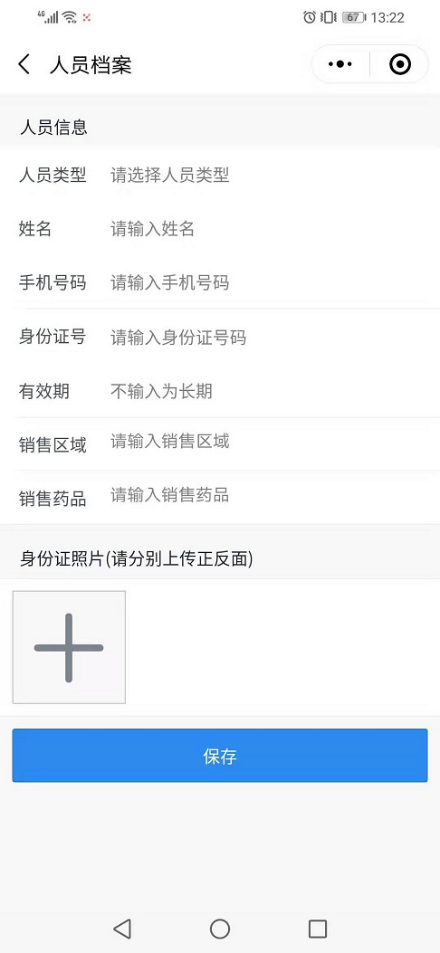 4G 67 13:22
人员档案
人员信息
人员类型 请选择人员类型
姓名 请输入姓名
手机号码 请输入手机号码
身份证号 请输入身份证号码
有效期 不输入为长期
销售区域 请输入销售区域
销售药品 请输入销售药品
身份证照片(请分别上传正反面)
保存